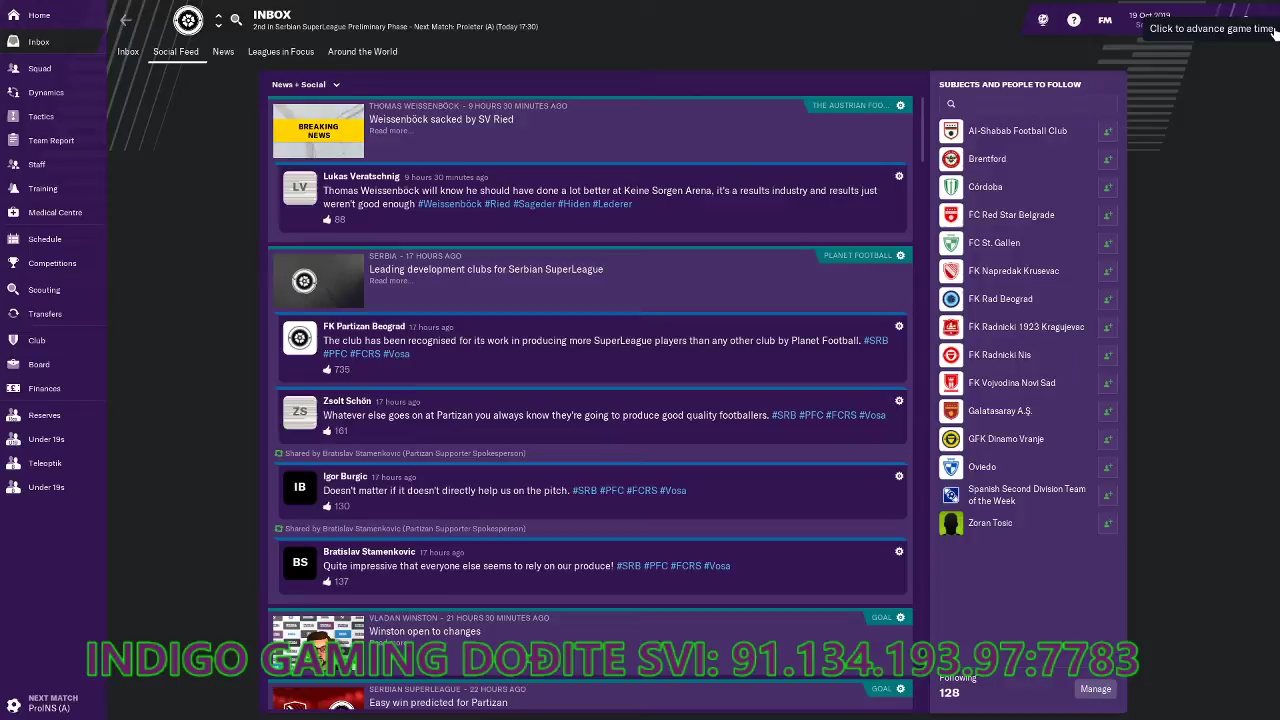 Home
Inbox
Squad
Dynamics
Tactics
Team Report
Staff
Training
Medical Centre
Schedule
Competitions
Scouting
Transfers
Club
Board
Finances
Reserves
Under 19s
Teleoptik
Under 19s
NEXT MATCH
ProlNS (A)
INBOX
2nd in Serbian SuperLeague Preliminary Phase - Next Match: Proleter (A) (Today 17:30)
FM
19 Oct 2019
Click to advance game time
Inbox
Social Feed
News
Leagues in Focus
Around the World
News + Social
THOMAS WEISSENBÖCK - 9 HOURS 30 MINUTES AGO
THE AUSTRIAN FOO...
BREAKING
NEWS
Weissenböck sacked by SV Ried
Read more...
LV
Lukas Veratschnig 9 hours 30 minutes ago
Thomas Weissenböck will know he should have done a lot better at Keine Sorgen Arena, it's a results industry and results just
weren't good enough #Weissenböck #Ried #Sageder #Hiden #Lederer
88
SERBIA - 17 HOURS AGO
PLANET FOOTBALL
Leading development clubs for Serbian SuperLeague
Read more...
FK Partizan Beograd 17 hours ago
The club has been recognised for its work in producing more SuperLeague players than any other club by Planet Football. #SRB
#PFC #FCRS #Vosa
735
ZS
Zsolt Schön 17 hours ago
Whatever else goes on at Partizan you always know they're going to produce good quality footballers. #SRB #PFC #FCRS #Vosa
161
Shared by Bratislav Stamenkovic (Partizan Supporter Spokesperson)
IB
Igor Burgic 17 hours ago
Doesn't matter if it doesn't directly help us on the pitch. #SRB #PFC #FCRS #Vosa
130
Shared by Bratislav Stamenkovic (Partizan Supporter Spokesperson)
BS
Bratislav Stamenkovic 17 hours ago
Quite impressive that everyone else seems to rely on our produce! #SRB #PFC #FCRS #Vosa
137
VLADAN WINSTON - 21 HOURS 30 MINUTES AGO
GOAL
Winston open to changes
Read more...
INDIGO GAMING DOĐITE SVI: 91.134.193.97:7783
SERBIAN SUPERLEAGUE - 22 HOURS AGO
GOAL
Easy win predicted for Partizan
SUBJECTS AND PEOPLE TO FOLLOW
Al-Shabab Football Club
Brentford
Córdoba
FC Red Star Belgrade
FC St. Gallen
FK Napredak Krusevac
FK Rad Beograd
FK Radnicki 1923 Kragujevac
FK Radnicki Nis
FK Vojvodina Novi Sad
Galatasaray A.Ş.
GFK Dinamo Vranje
Oviedo
Spanish Second Division Team
of the Week
Zoran Tosic
Following
128
Manage